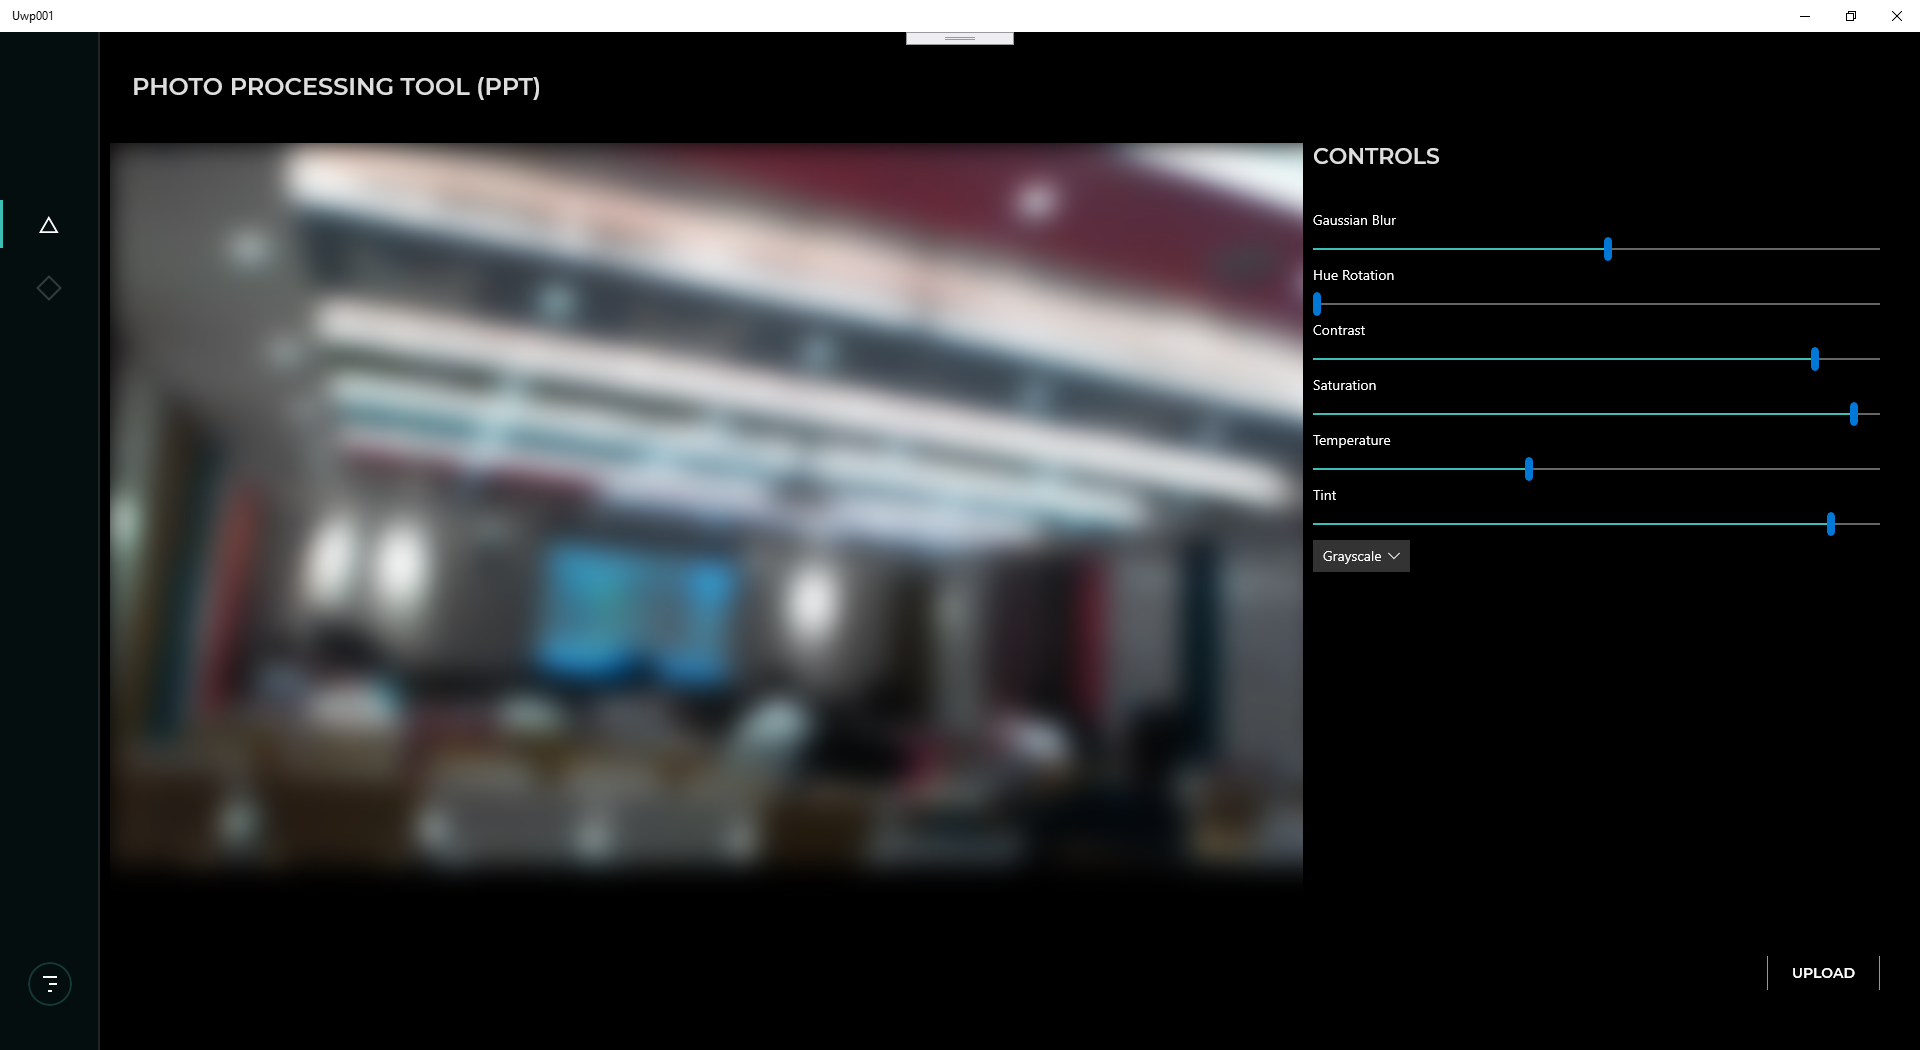 Uwp001
PHOTO PROCESSING TOOL (PPT)
CONTROLS
Gaussian Blur
Hue Rotation
Contrast
Saturation
Temperature
Tint
Grayscale
UPLOAD